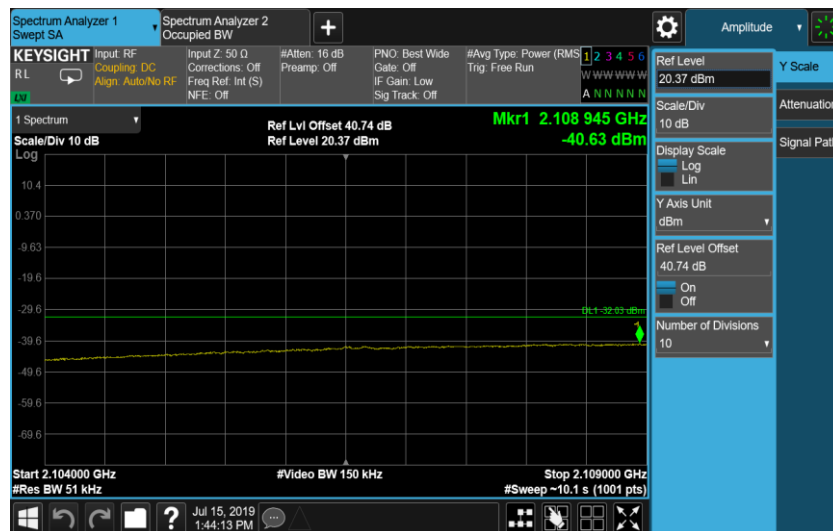 Spectrum Analyzer 1
Swept SA
Spectrum Analyzer 2
Occupied BW
+
KEYSIGHT
R L
LXI
Input: RF
Coupling: DC
Align: Auto/No RF
Input Z: 50 Ω
Corrections: Off
Freq Ref: Int (S)
NFE: Off
#Atten: 16 dB
Preamp: Off
PNO: Best Wide
Gate: Off
IF Gain: Low
Sig Track: Off
#Avg Type: Power (RMS
Trig: Free Run
1 2 3 4 5 6
W W W W W W
A N N N N N
1 Spectrum
Scale/Div 10 dB
Log
Ref Lvl Offset 40.74 dB
Ref Level 20.37 dBm
Mkr1 2.108 945 GHz
-40.63 dBm
10.4
0.370
-9.63
-19.6
-29.6
-39.6
-49.6
-59.6
-69.6
DL1 -32.03 dBm
1
Start 2.104000 GHz
#Res BW 51 kHz
#Video BW 150 kHz
Stop 2.109000 GHz
#Sweep ~10.1 s (1001 pts)
?
Jul 15, 2019
1:44:13 PM
Amplitude
Ref Level
20.37 dBm
Scale/Div
10 dB
Display Scale
Log
Lin
Y Axis Unit
dBm
Ref Level Offset
40.74 dB
On
Off
Number of Divisions
10
Y Scale
Attenuation
Signal Path